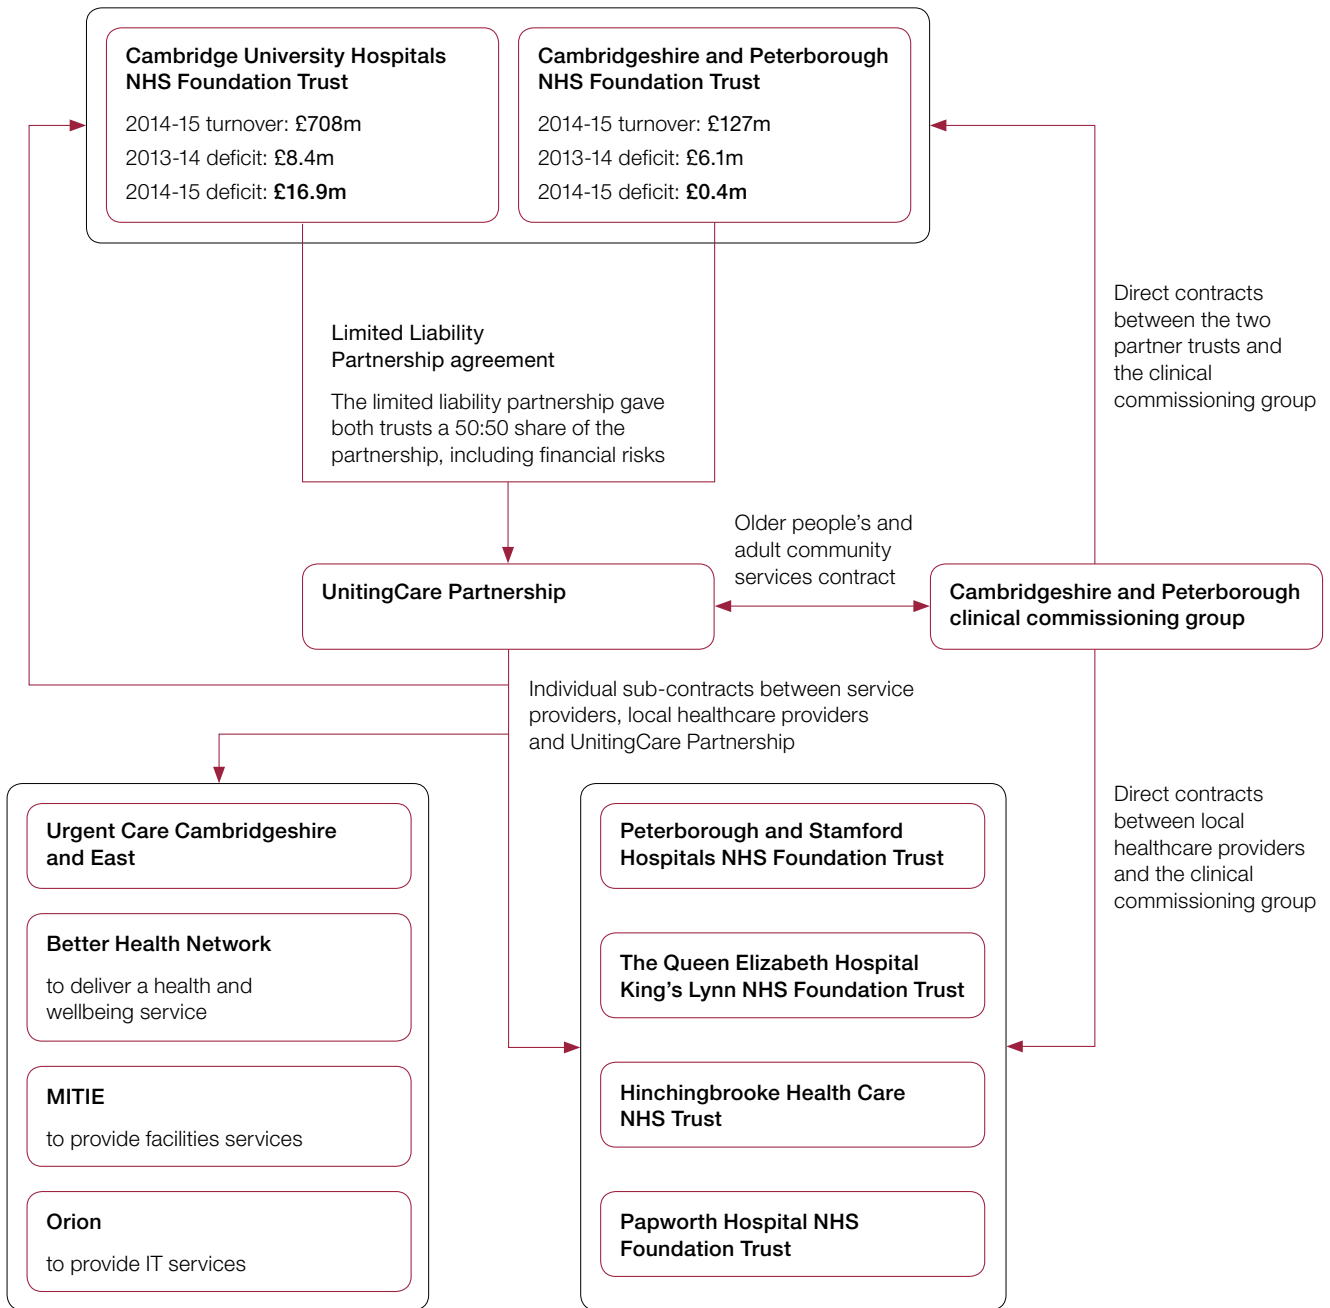 Cambridge University Hospitals
NHS Foundation Trust
2014-15 turnover: £708m
2013-14 deficit: £8.4m
2014-15 deficit: £16.9m
Cambridgeshire and Peterborough
NHS Foundation Trust
2014-15 turnover: £127m
2013-14 deficit: £6.1m
2014-15 deficit: £0.4m
Limited Liability
Partnership agreement
The limited liability partnership gave
both trusts a 50:50 share of the
partnership, including financial risks
Direct contracts
between the two
partner trusts and
the clinical
commissioning group
Older people’s and
adult community
services contract
UnitingCare Partnership
Cambridgeshire and Peterborough
clinical commissioning group
Individual sub-contracts between service
providers, local healthcare providers
and UnitingCare Partnership
Direct contracts
between local
healthcare providers
and the clinical
commissioning group
Urgent Care Cambridgeshire
and East
Better Health Network
to deliver a health and
wellbeing service
MITIE
to provide facilities services
Orion
to provide IT services
Peterborough and Stamford
Hospitals NHS Foundation Trust
The Queen Elizabeth Hospital
King’s Lynn NHS Foundation Trust
Hinchingbrooke Health Care
NHS Trust
Papworth Hospital NHS
Foundation Trust